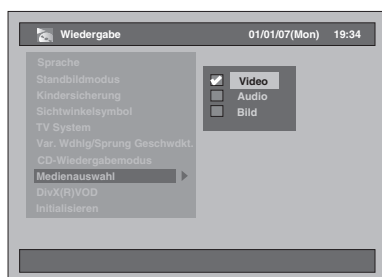 Wiedergabe 01/01/07(Mon) 19:34
Sprache
Standbildmodus
Kindersicherung
Sichtwinkelsymbol
TV System
Var. Wdhlg/Sprung Geschwdkt.
CD-Wiedergabemodus
Medienauswahl
DivX(R)VOD
Initialisieren
Video
Audio
Bild